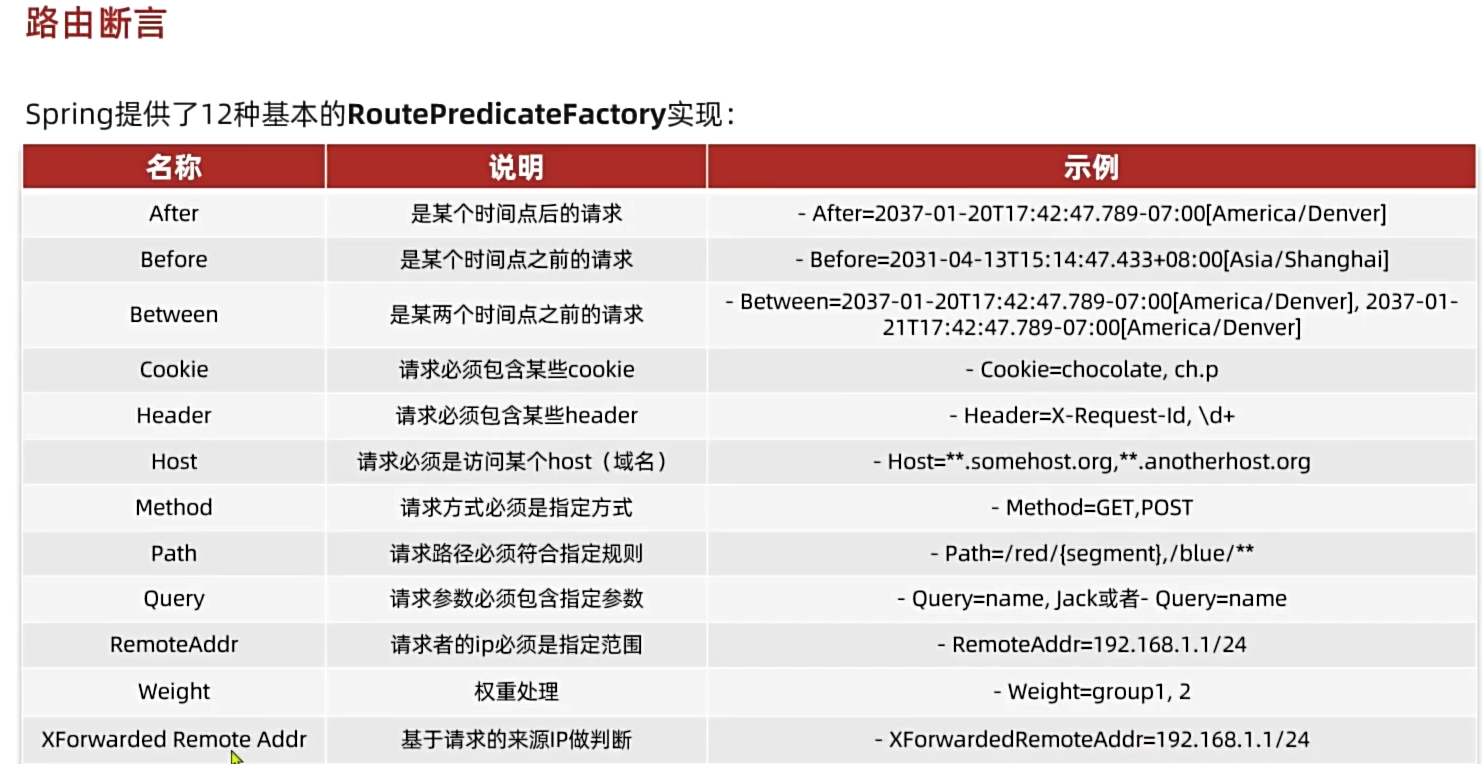 路由断言
Spring提供了12种基本的RoutePredicateFactory实现：
名称 说明 示例
After 是某个时间点后的请求 - After=2037-01-20T17:42:47.789-07:00[America/Denver]
Before 是某个时间点之前的请求 - Before=2031-04-13T15:14:47.433+08:00[Asia/Shanghai]
Between 是某两个时间点之前的请求 - Between=2037-01-20T17:42:47.789-07:00[America/Denver], 2037-01-
21T17:42:47.789-07:00[America/Denver]
Cookie 请求必须包含某些cookie - Cookie=chocolate, ch.p
Header 请求必须包含某些header - Header=X-Request-Id, \d+
Host 请求必须是访问某个host（域名） - Host=**.somehost.org,**.anotherhost.org
Method 请求方式必须是指定方式 - Method=GET,POST
Path 请求路径必须符合指定规则 - Path=/red/{segment},/blue/**
Query 请求参数必须包含指定参数 - Query=name, Jack或者- Query=name
RemoteAddr 请求者的ip必须是指定范围 - RemoteAddr=192.168.1.1/24
Weight 权重处理 - Weight=group1, 2
XForwarded Remote Addr 基于请求的来源IP做判断 - XForwardedRemoteAddr=192.168.1.1/24